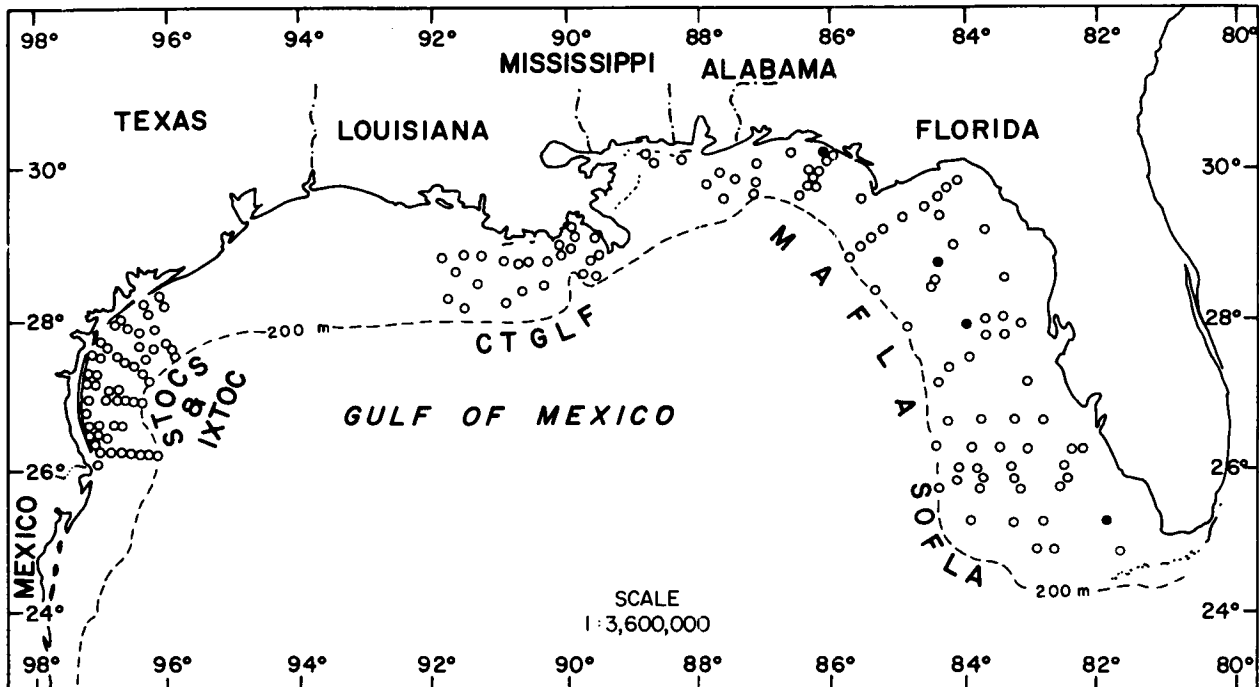 98° 96° 94° 92° 90° 88° 86° 84° 82° 80°
MISSISSIPPI ALABAMA
TEXAS LOUISIANA FLORIDA
30° 30°
MAFLA
28° 28°
200 m
CTGLF
STOCS
&
IXTOC
GULF OF MEXICO
26° 26°
SOFLA
MEXICO
200 m
SCALE
1:3,600,000
24° 24°
98° 96° 94° 92° 90° 88° 86° 84° 82° 80°